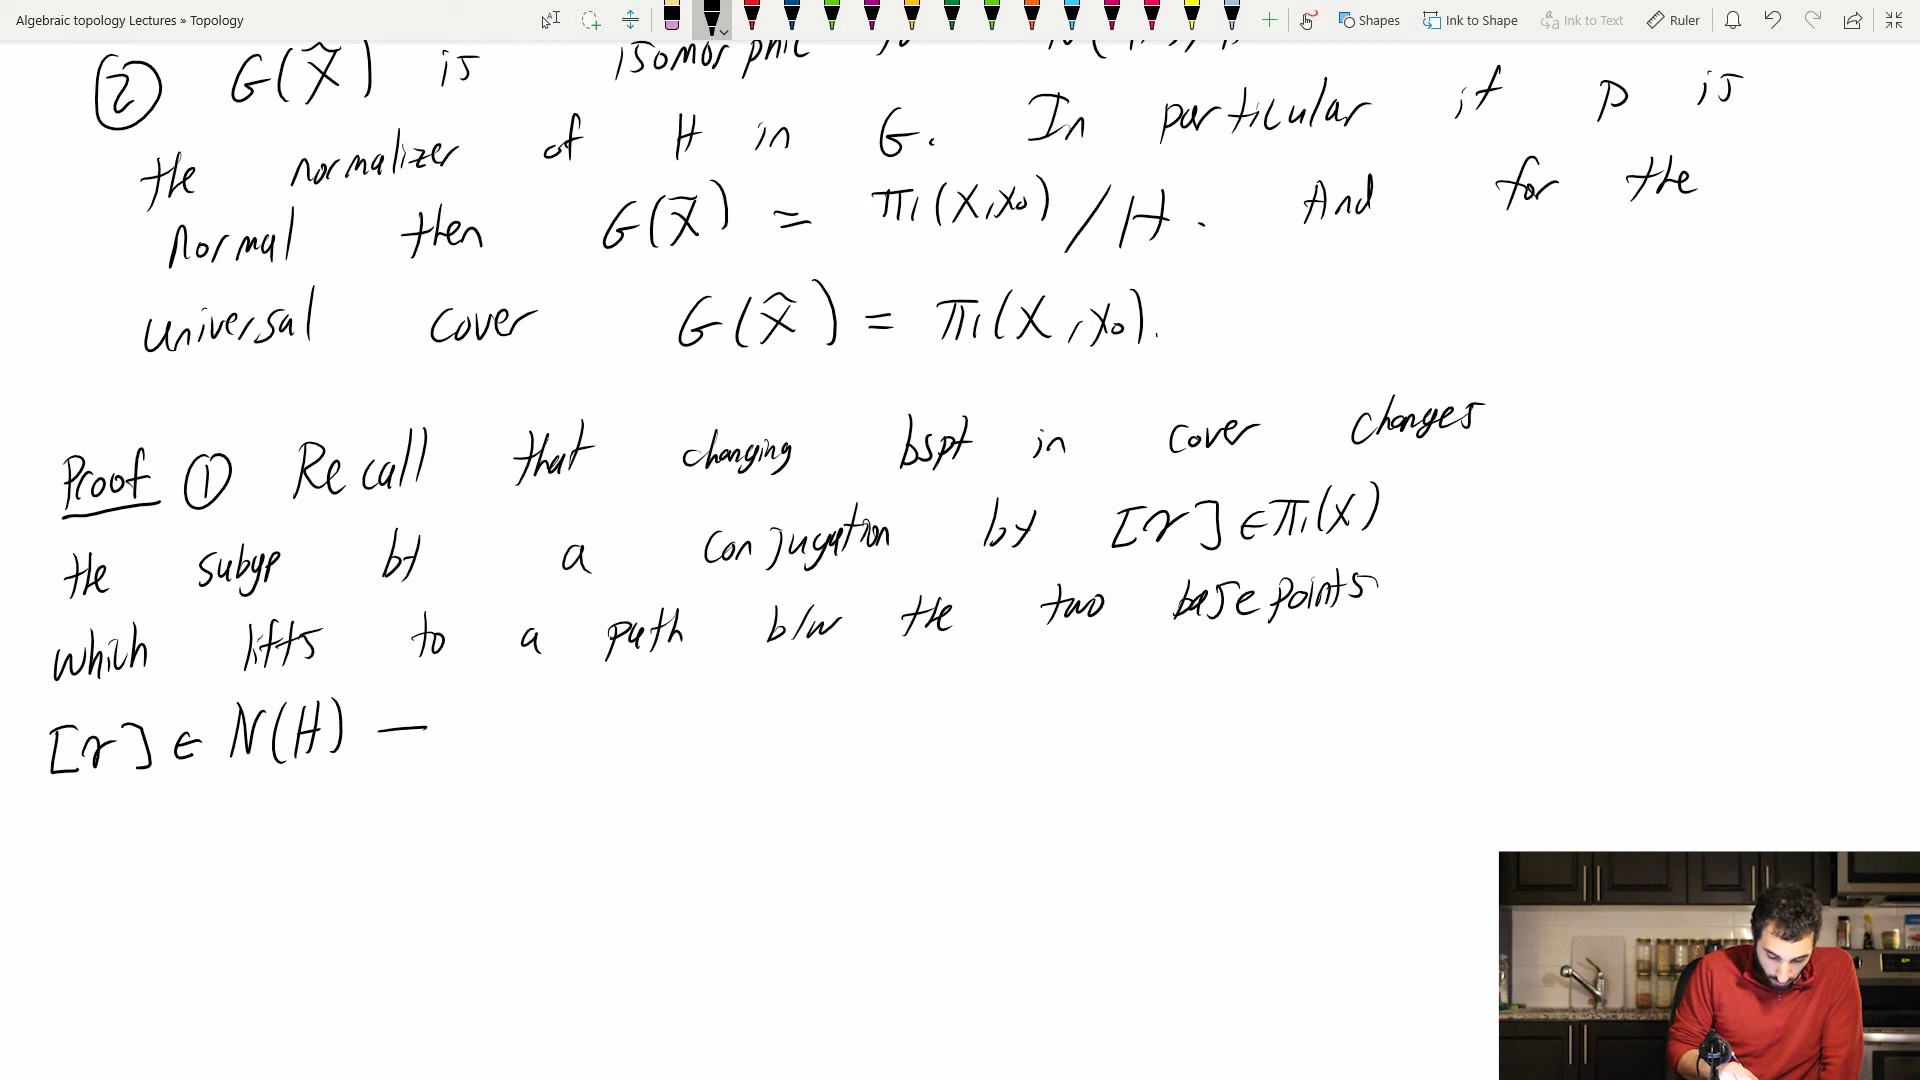 Algebraic topology Lectures » Topology
Shapes Ink to Shape Ink to Text Ruler
② G(X̃) is isomorphic to
the normalizer of H in G. In particular if p is
normal then G(X̃) = π₁(X,x₀)/H. And for the
universal cover G(X̃) = π₁(X,x₀).
Proof ① Recall that changing bspt in cover changes
the subgp by a conjugation by [γ] ∈ π₁(X)
which lifts to a path b/w the two basepoints
[γ] ∈ N(H) —